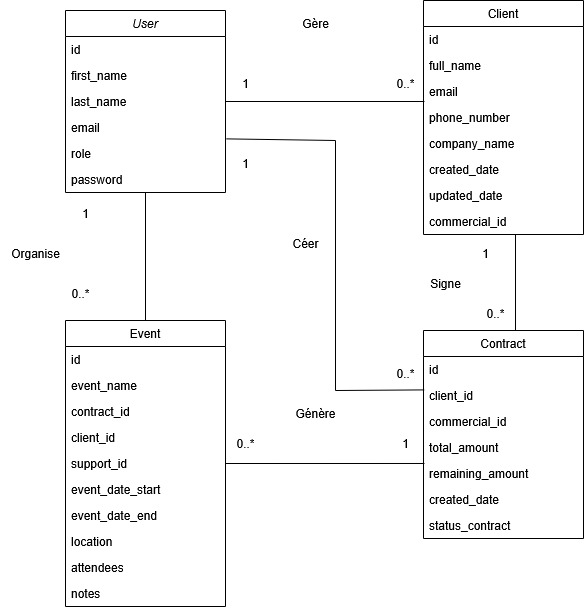 User
id
first_name
last_name
email
role
password
Gère
1
0..*
Client
id
full_name
email
phone_number
company_name
created_date
updated_date
commercial_id
1
Céer
0..*
1
Organise
0..*
1
Signe
0..*
Event
id
event_name
contract_id
client_id
support_id
event_date_start
event_date_end
location
attendees
notes
Génère
0..*
1
Contract
id
client_id
commercial_id
total_amount
remaining_amount
created_date
status_contract